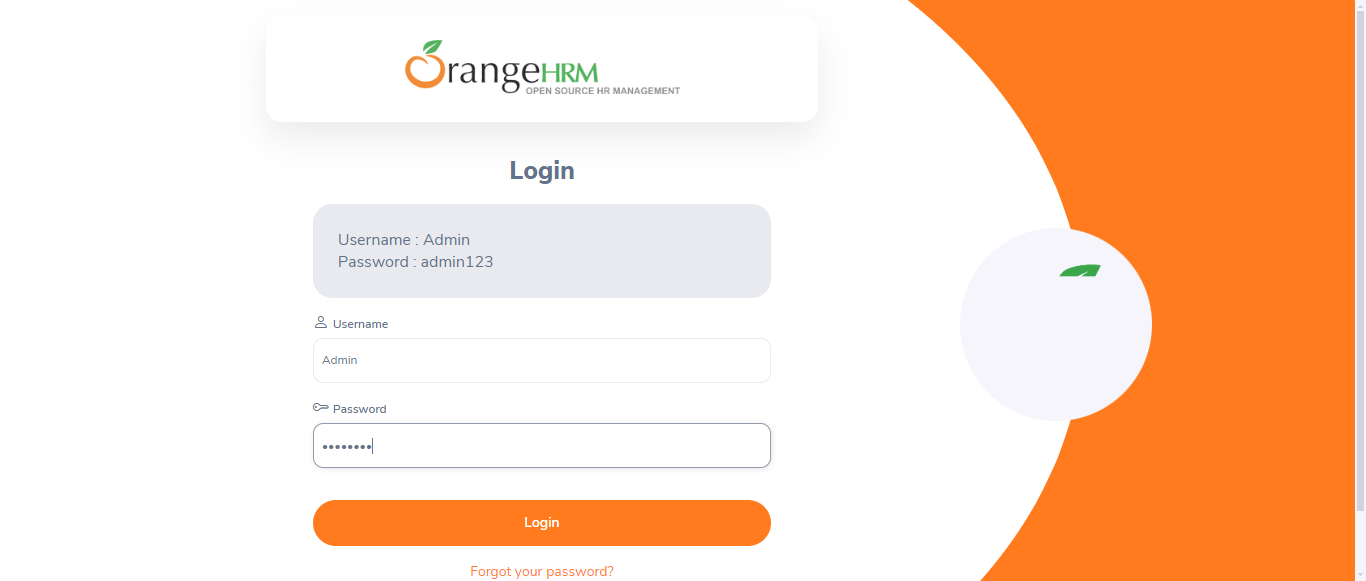 OrangeHRM
OPEN SOURCE HR MANAGEMENT
Login
Username : Admin
Password : admin123
Username
Admin
Password
••••••••
Login
Forgot your password?